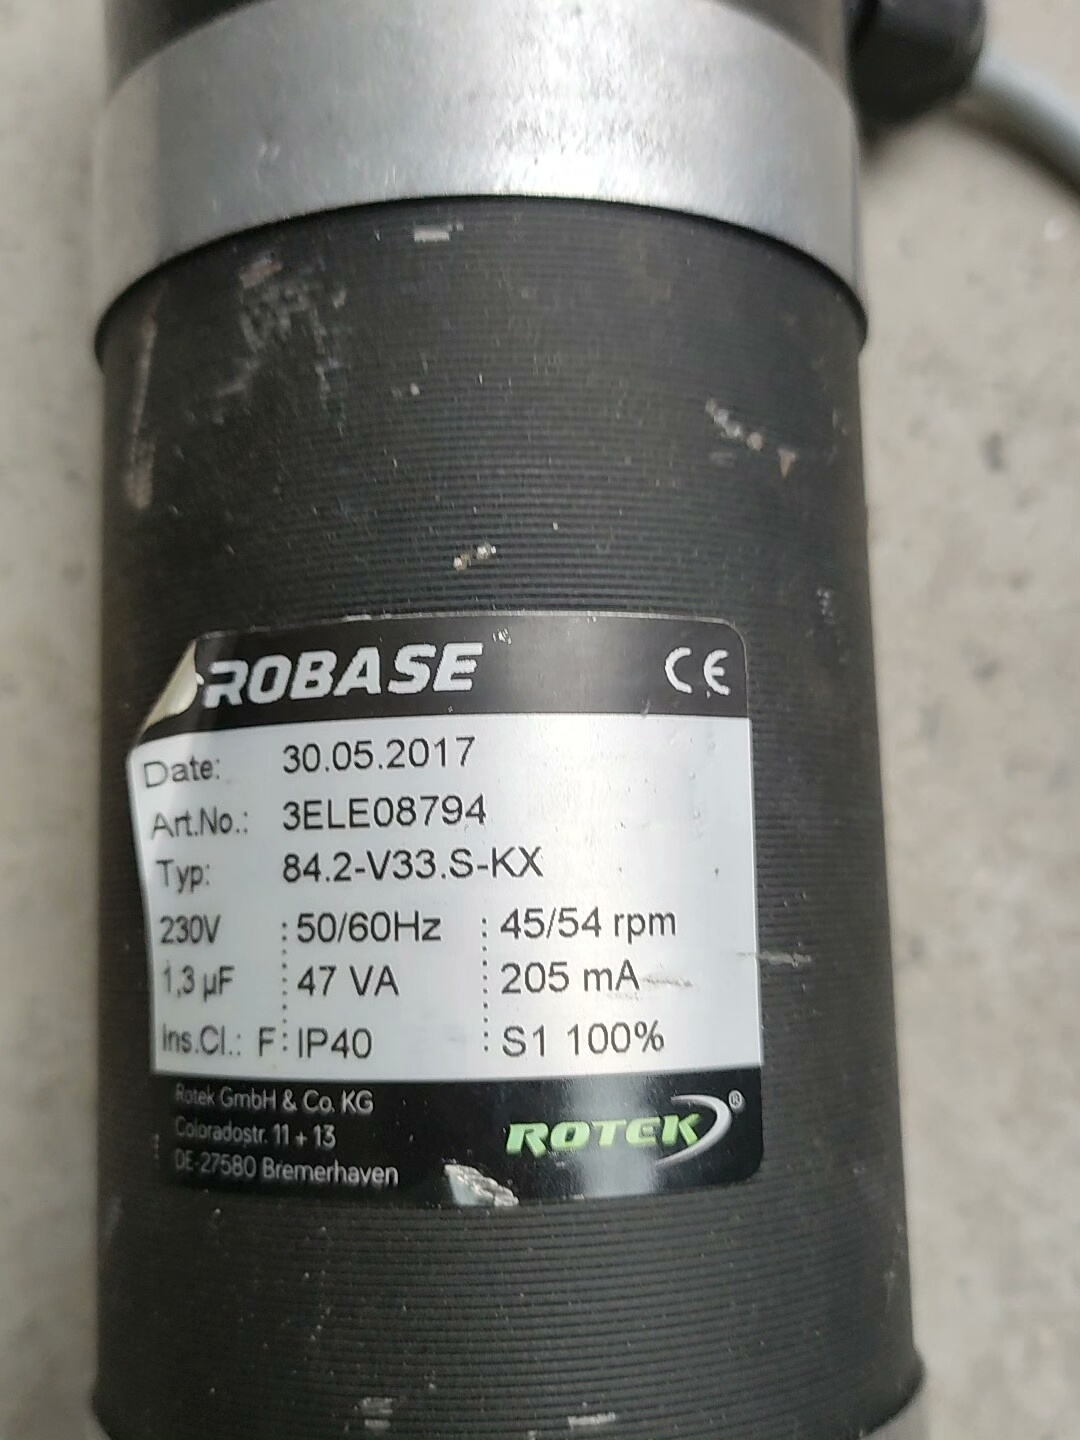 ROBASE CE
Date: 30.05.2017
Art.No.: 3ELE08794
Typ: 84.2-V33.S-KX
230V : 50/60Hz : 45/54 rpm
1,3 µF : 47 VA : 205 mA
Ins.Cl.: F : IP40 : S1 100%
Rotek GmbH & Co. KG
Coloradostr. 11 + 13
DE-27580 Bremerhaven
ROTEK®